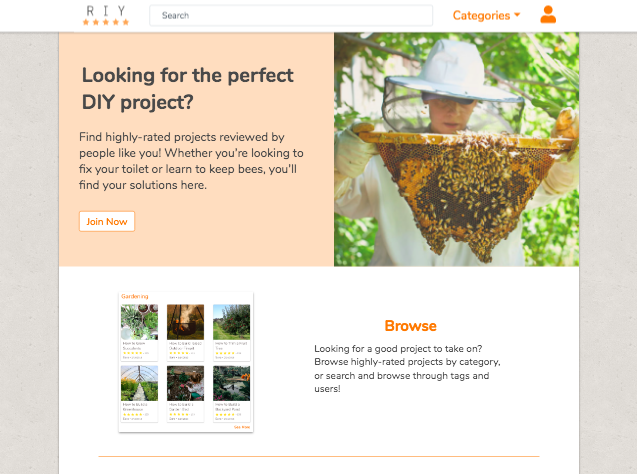 R I Y
Search
Categories
Looking for the perfect
DIY project?
Find highly-rated projects reviewed by
people like you! Whether you're looking to
fix your toilet or learn to keep bees, you'll
find your solutions here.
Join Now
Gardening
Browse
Looking for a good project to take on?
Browse highly-rated projects by category,
or search and browse through tags and
users!